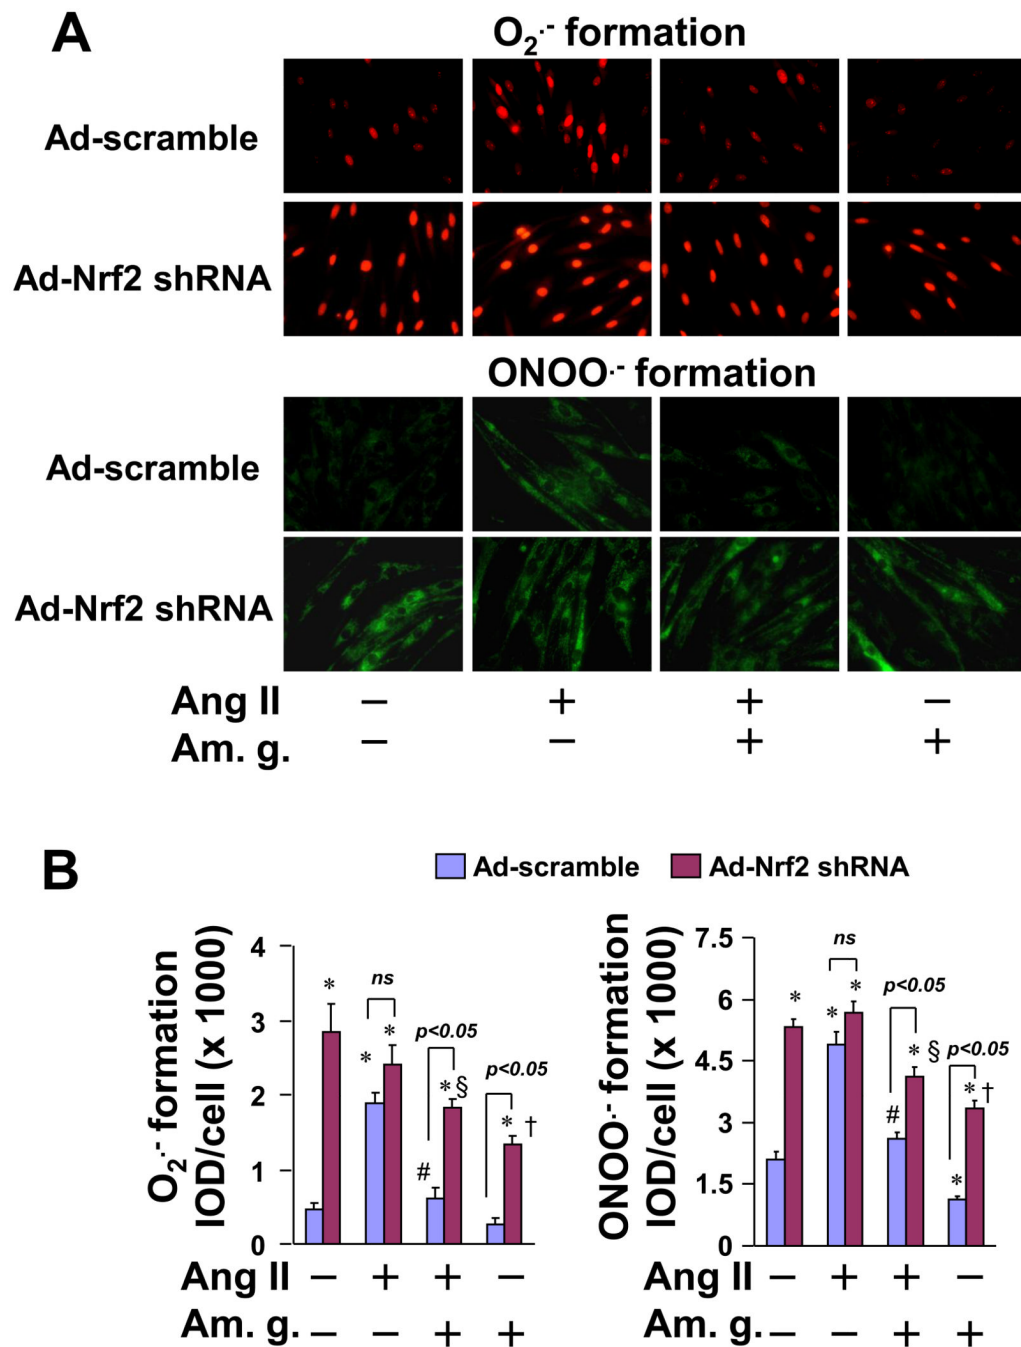 A
O2·- formation
Ad-scramble
Ad-Nrf2 shRNA
ONOO·- formation
Ad-scramble
Ad-Nrf2 shRNA
Ang II – + + –
Am. g. – – + +
B
Ad-scramble Ad-Nrf2 shRNA
O2·- formation
IOD/cell (x 1000)
4
3
2
1
0
*
* ns *
# p<0.05 *§
p<0.05 * †
Ang II – + + –
Am. g. – – + +
ONOO·- formation
IOD/cell (x 1000)
7.5
6
4.5
3
1.5
0
*
* ns *
# p<0.05 * §
* p<0.05 * †
Ang II – + + –
Am. g. – – + +